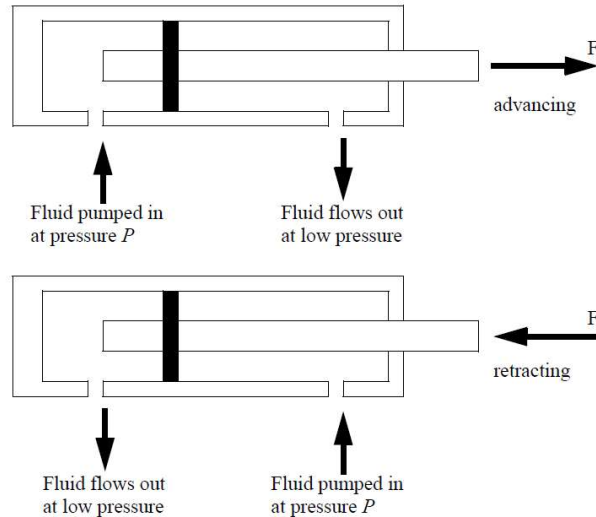 F
advancing
Fluid pumped in
at pressure P
Fluid flows out
at low pressure
F
retracting
Fluid flows out
at low pressure
Fluid pumped in
at pressure P